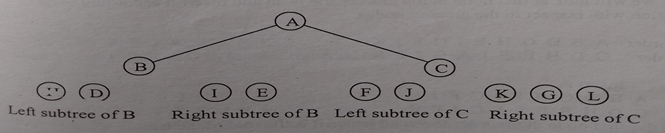 A
B C
D I E F J K G L
Left subtree of B Right subtree of B Left subtree of C Right subtree of C